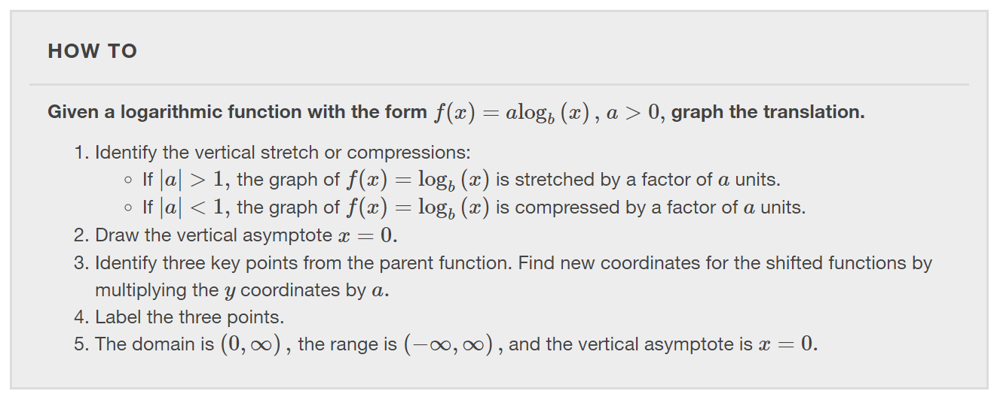 HOW TO
Given a logarithmic function with the form f(x) = alog_b (x), a > 0, graph the translation.
1. Identify the vertical stretch or compressions:
◦ If |a| > 1, the graph of f(x) = log_b (x) is stretched by a factor of a units.
◦ If |a| < 1, the graph of f(x) = log_b (x) is compressed by a factor of a units.
2. Draw the vertical asymptote x = 0.
3. Identify three key points from the parent function. Find new coordinates for the shifted functions by
multiplying the y coordinates by a.
4. Label the three points.
5. The domain is (0, ∞), the range is (−∞, ∞), and the vertical asymptote is x = 0.